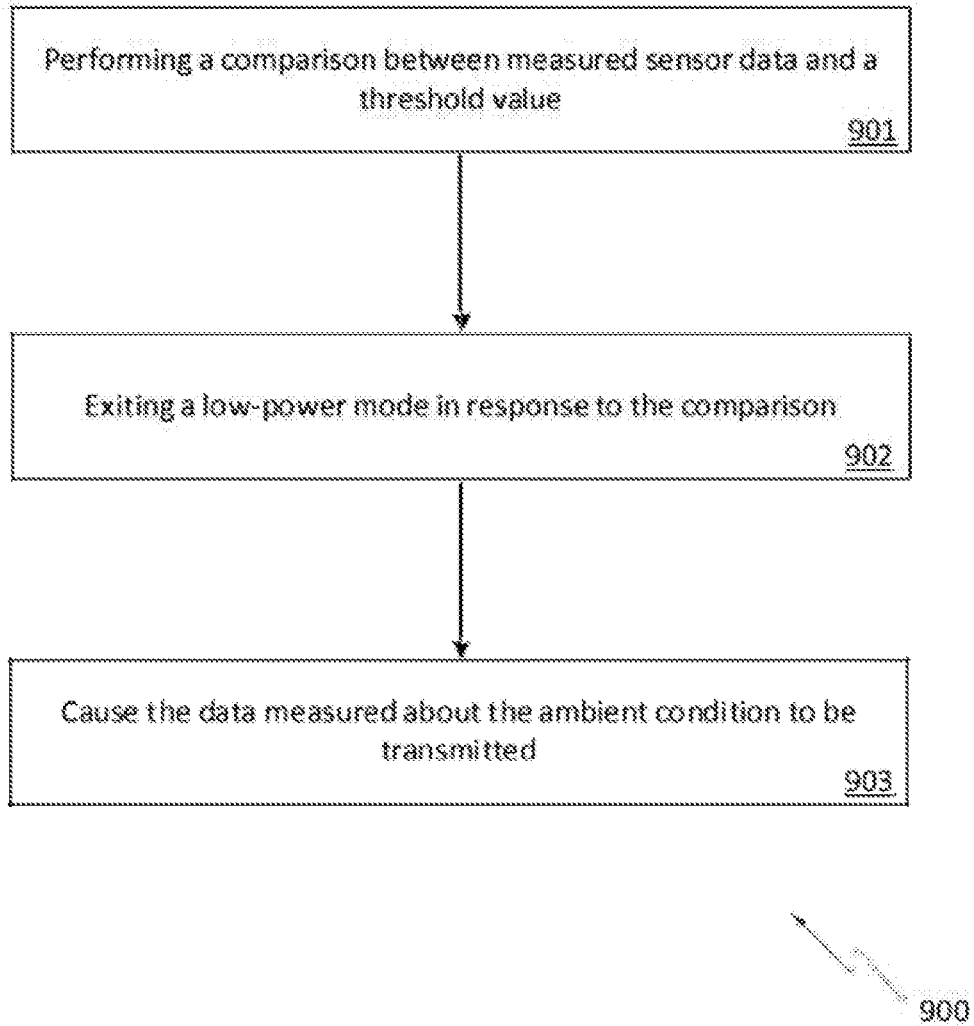 Performing a comparison between measured sensor data and a
threshold value
901
Exiting a low-power mode in response to the comparison
902
Cause the data measured about the ambient condition to be
transmitted
903
900